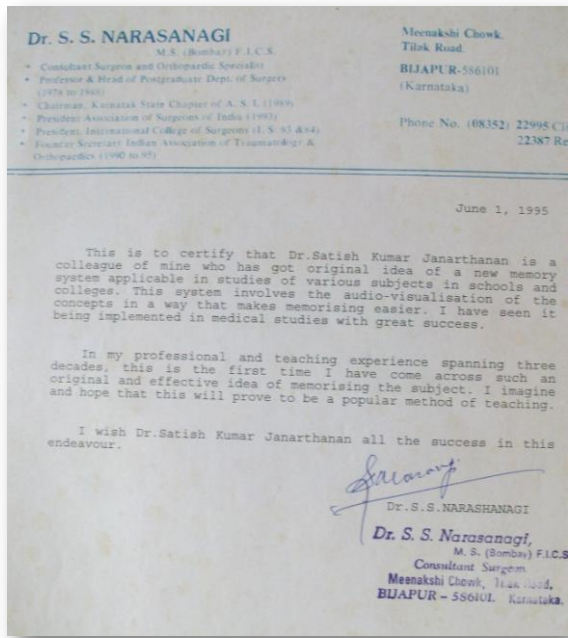 Dr. S. S. NARASANAGI
M.S. (Bombay) F.I.C.S.
• Consultant Surgeon and Orthopaedic Specialist
• Professor & Head of Postgraduate Dept. of Surgery
(1978 to 1988)
• Chairman, Karnatak State Chapter of A. S. I. (1989)
• President Association of Surgeons of India (1993)
• President, International College of Surgeons (I. S. 83 &84)
• Founder Secretary Indian Association of Traumatology &
Orthopaedics (1990 to 95)
Meenakshi Chowk.
Tilak Road.
BIJAPUR-586101
(Karnataka)
Phone No. (08352) 22995
22387
June 1, 1995
This is to certify that Dr.Satish Kumar Janarthanan is a
colleague of mine who has got original idea of a new memory
system applicable in studies of various subjects in schools and
colleges. This system involves the audio-visualisation of the
concepts in a way that makes memorising easier. I have seen it
being implemented in medical studies with great success.
In my professional and teaching experience spanning three
decades, this is the first time I have come across such an
original and effective idea of memorising the subject. I imagine
and hope that this will prove to be a popular method of teaching.
I wish Dr.Satish Kumar Janarthanan all the success in this
endeavour.
Dr.S.S.NARASHANAGI
Dr. S. S. Narasanagi,
M. S. (Bombay) F.I.C.S
Consultant Surgeon.
Meenakshi Chowk, Tilak Road.
BIJAPUR – 586101. Karnataka.